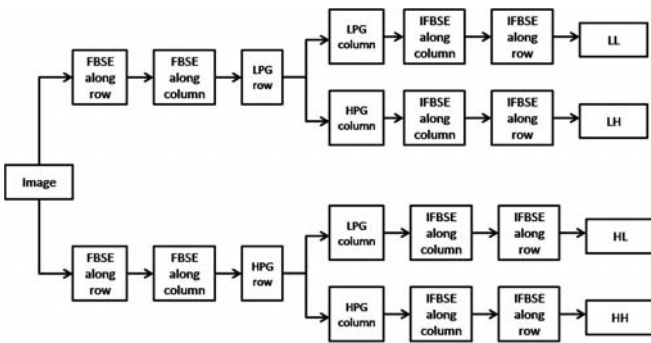 Image
FBSE
along
row
FBSE
along
column
LPG
row
LPG
column
IFBSE
along
column
IFBSE
along
row
LL
HPG
column
IFBSE
along
column
IFBSE
along
row
LH
FBSE
along
row
FBSE
along
column
HPG
row
LPG
column
IFBSE
along
column
IFBSE
along
row
HL
HPG
column
IFBSE
along
column
IFBSE
along
row
HH